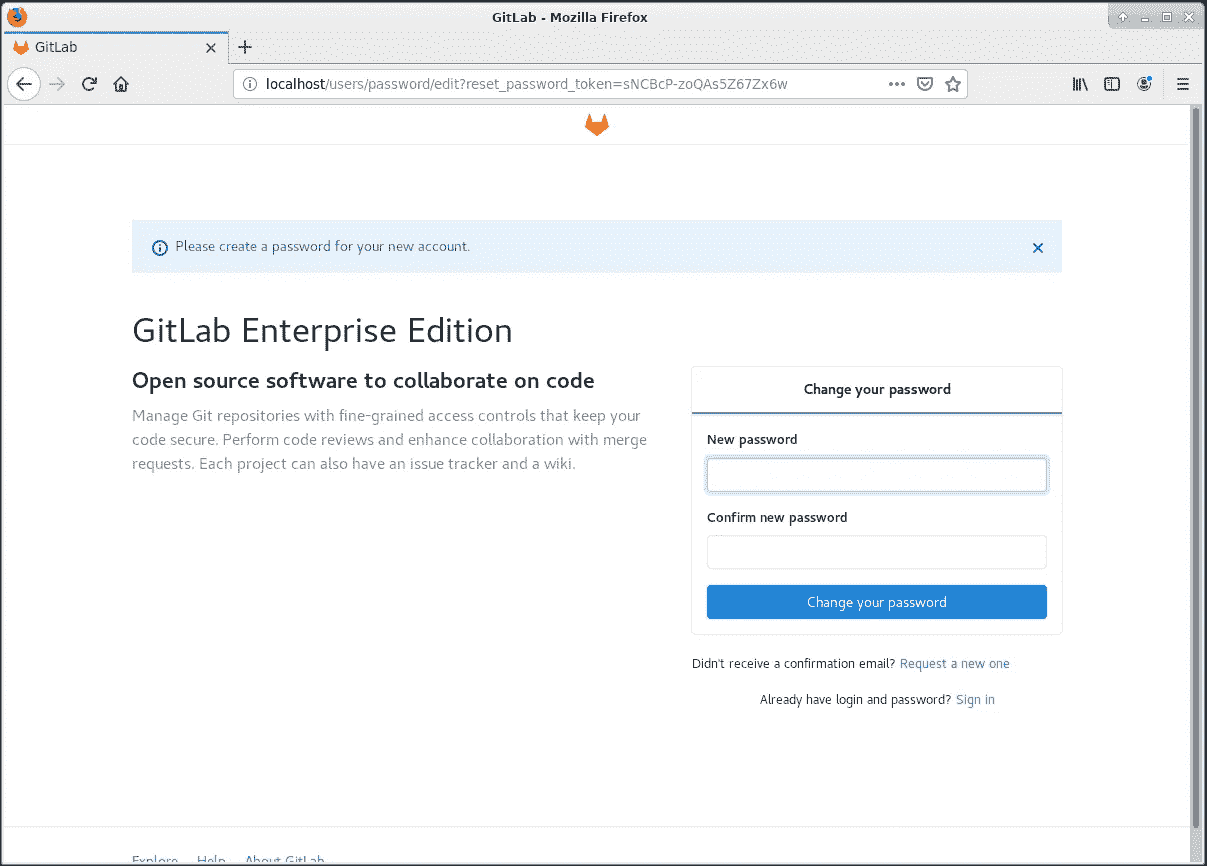 GitLab - Mozilla Firefox
GitLab
localhost/users/password/edit?reset_password_token=sNCBcP-zoQAs5Z67Zx6w
Please create a password for your new account.
GitLab Enterprise Edition
Open source software to collaborate on code
Manage Git repositories with fine-grained access controls that keep your
code secure. Perform code reviews and enhance collaboration with merge
requests. Each project can also have an issue tracker and a wiki.
Change your password
New password
Confirm new password
Change your password
Didn't receive a confirmation email? Request a new one
Already have login and password? Sign in
Explore Help About GitLab